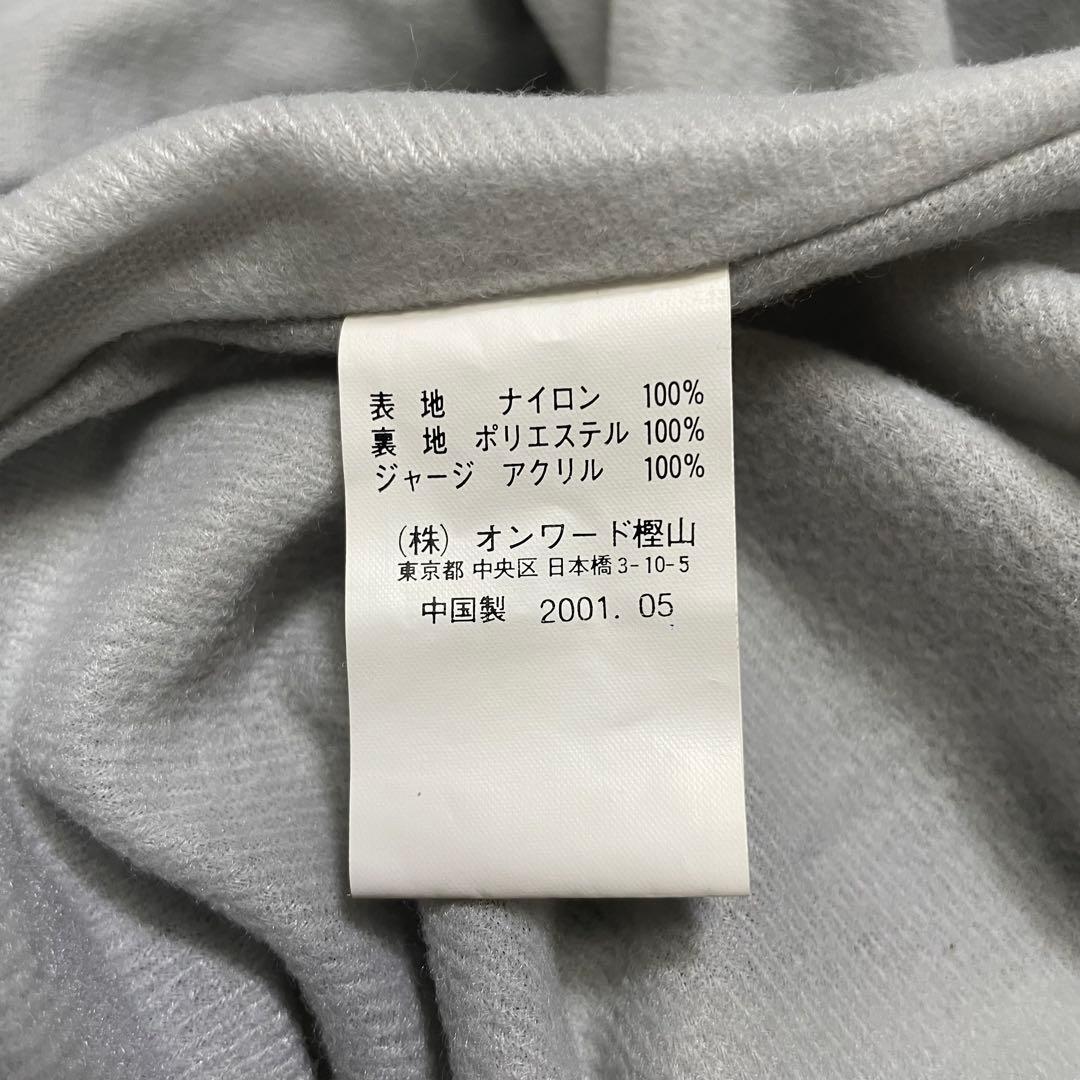 表地 ナイロン 100%
裏地 ポリエステル 100%
ジャージ アクリル 100%
(株) オンワード樫山
東京都 中央区 日本橋3-10-5
中国製 2001. 05